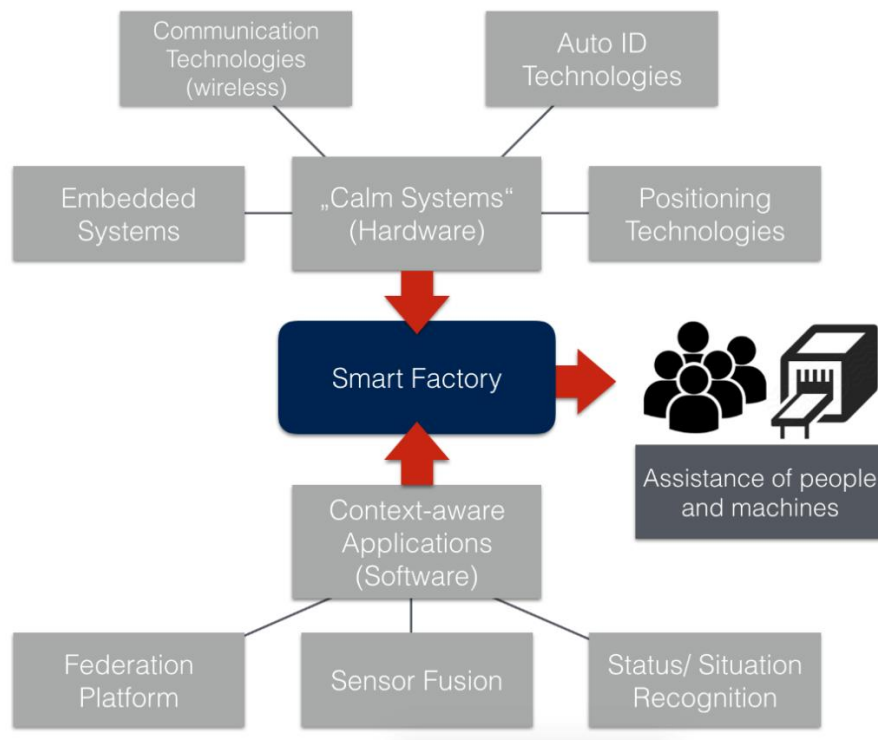 Communication
Technologies
(wireless)
Auto ID
Technologies
Embedded
Systems
„Calm Systems“
(Hardware)
Positioning
Technologies
Smart Factory
Assistance of people
and machines
Context-aware
Applications
(Software)
Federation
Platform
Sensor Fusion
Status/ Situation
Recognition